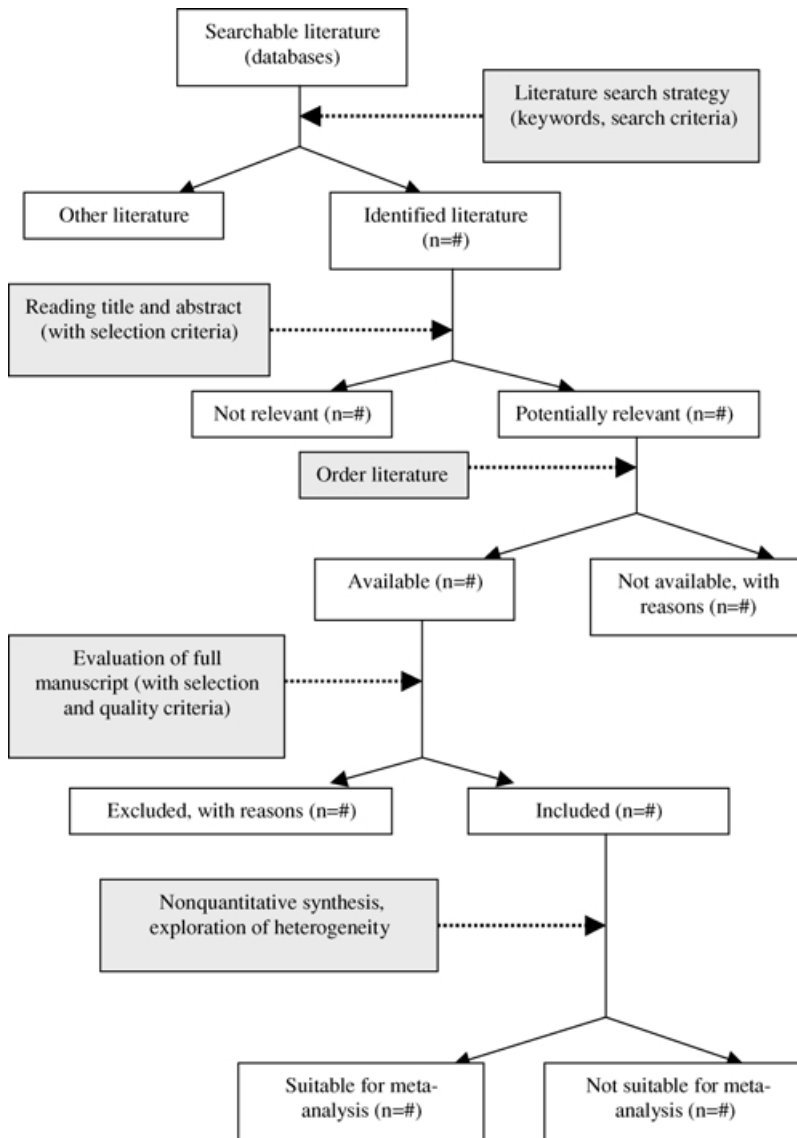 Searchable literature
(databases)
Literature search strategy
(keywords, search criteria)
Other literature
Identified literature
(n=#)
Reading title and abstract
(with selection criteria)
Not relevant (n=#)
Potentially relevant (n=#)
Order literature
Available (n=#)
Not available, with
reasons (n=#)
Evaluation of full
manuscript (with selection
and quality criteria)
Excluded, with reasons (n=#)
Included (n=#)
Nonquantitative synthesis,
exploration of heterogeneity
Suitable for meta-
analysis (n=#)
Not suitable for meta-
analysis (n=#)